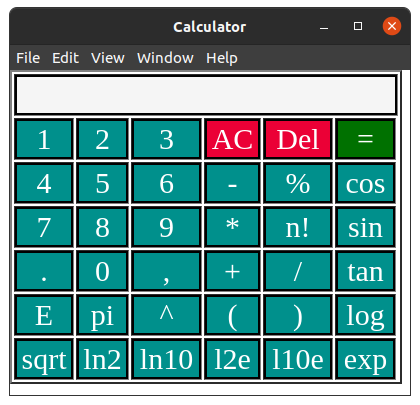 Calculator
File Edit View Window Help
1 2 3 AC Del =
4 5 6 - % cos
7 8 9 * n! sin
. 0 , + / tan
E pi ^ ( ) log
sqrt ln2 ln10 l2e l10e exp